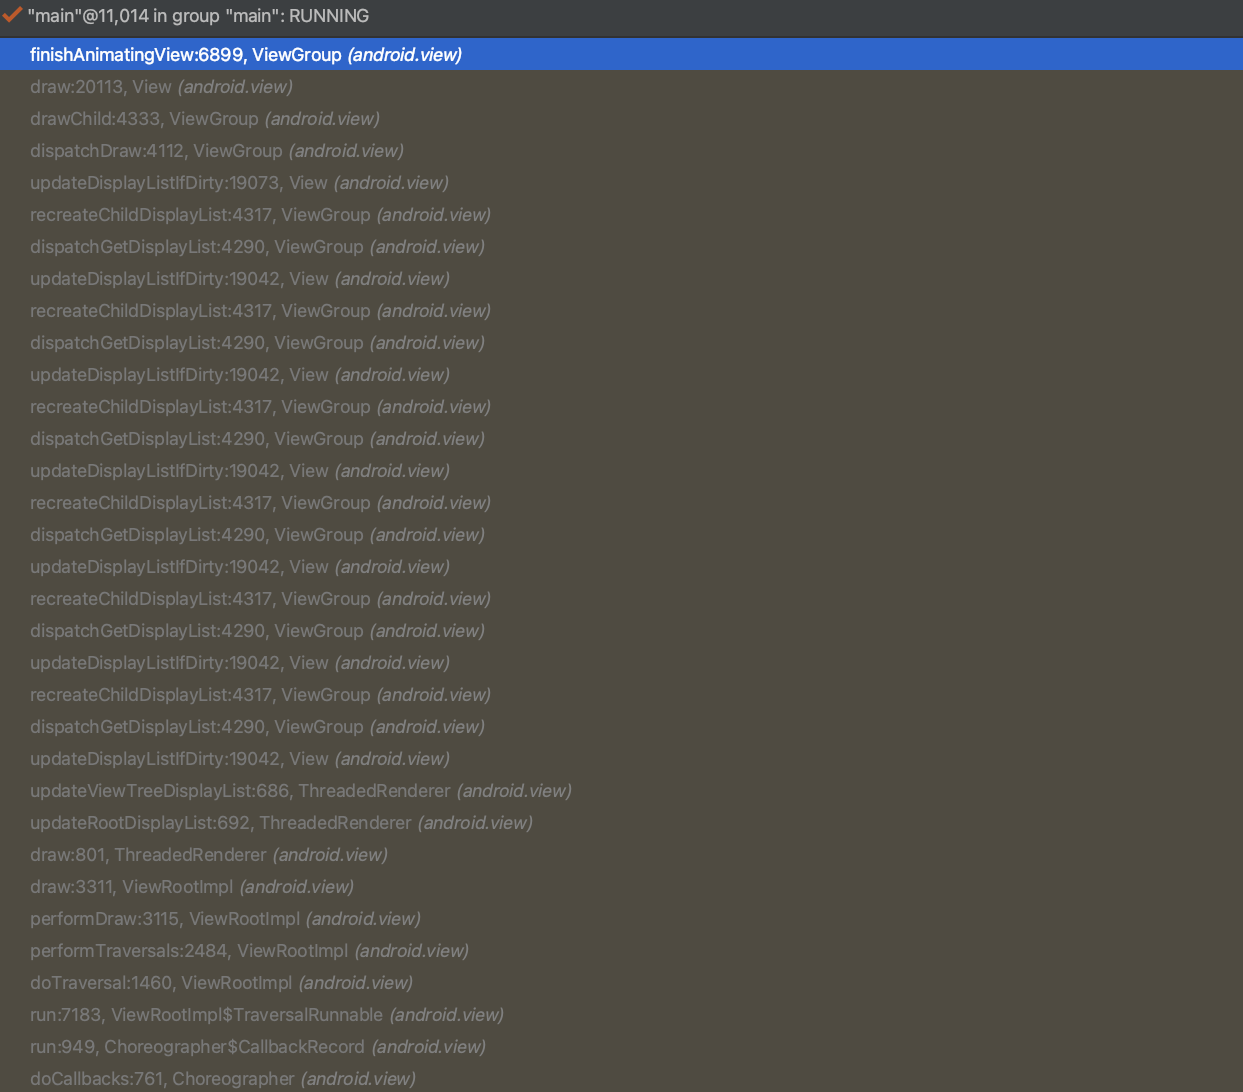 "main"@11,014 in group "main": RUNNING
finishAnimatingView:6899, ViewGroup (android.view)
draw:20113, View (android.view)
drawChild:4333, ViewGroup (android.view)
dispatchDraw:4112, ViewGroup (android.view)
updateDisplayListIfDirty:19073, View (android.view)
recreateChildDisplayList:4317, ViewGroup (android.view)
dispatchGetDisplayList:4290, ViewGroup (android.view)
updateDisplayListIfDirty:19042, View (android.view)
recreateChildDisplayList:4317, ViewGroup (android.view)
dispatchGetDisplayList:4290, ViewGroup (android.view)
updateDisplayListIfDirty:19042, View (android.view)
recreateChildDisplayList:4317, ViewGroup (android.view)
dispatchGetDisplayList:4290, ViewGroup (android.view)
updateDisplayListIfDirty:19042, View (android.view)
recreateChildDisplayList:4317, ViewGroup (android.view)
dispatchGetDisplayList:4290, ViewGroup (android.view)
updateDisplayListIfDirty:19042, View (android.view)
recreateChildDisplayList:4317, ViewGroup (android.view)
dispatchGetDisplayList:4290, ViewGroup (android.view)
updateDisplayListIfDirty:19042, View (android.view)
recreateChildDisplayList:4317, ViewGroup (android.view)
dispatchGetDisplayList:4290, ViewGroup (android.view)
updateDisplayListIfDirty:19042, View (android.view)
updateViewTreeDisplayList:686, ThreadedRenderer (android.view)
updateRootDisplayList:692, ThreadedRenderer (android.view)
draw:801, ThreadedRenderer (android.view)
draw:3311, ViewRootImpl (android.view)
performDraw:3115, ViewRootImpl (android.view)
performTraversals:2484, ViewRootImpl (android.view)
doTraversal:1460, ViewRootImpl (android.view)
run:7183, ViewRootImpl$TraversalRunnable (android.view)
run:949, Choreographer$CallbackRecord (android.view)
doCallbacks:761, Choreographer (android.view)